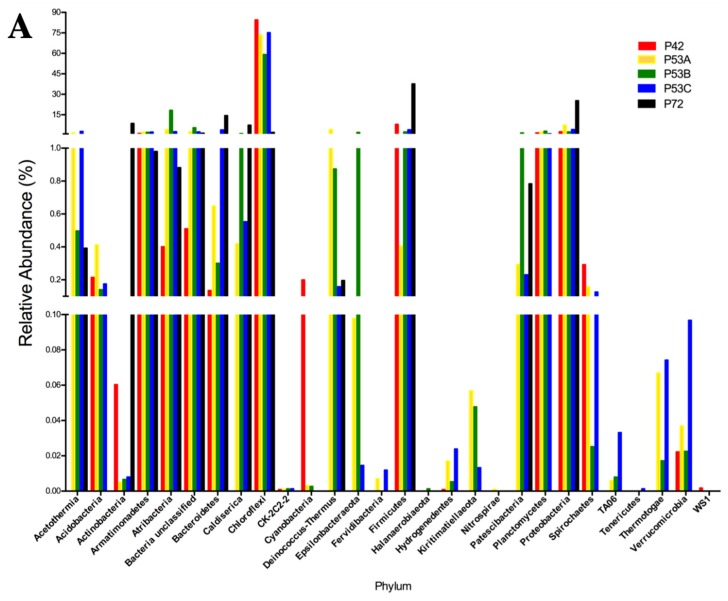 A
90
75
60
45
30
15
P42
P53A
P53B
P53C
P72
Relative Abundance (%)
1.0
0.8
0.6
0.4
0.2
0.10
0.08
0.06
0.04
0.02
0.00
Acetothermia
Acidobacteria
Actinobacteria
Armatimonadetes
Atribacteria
Bacteria unclassified
Bacteroidetes
Caldiserica
Chloroflexi
CK-2C2-2
Cyanobacteria
Deinococcus-Thermus
Epsilonbacteraeota
Fervidibacteria
Firmicutes
Halanaerobiaeota
Hydrogenedentes
Kiritimatiellaeota
Nitrospirae
Patescibacteria
Planctomycetes
Proteobacteria
Spirochaetes
TA06
Tenericutes
Thermotogae
Verrucomicrobia
WS1
Phylum